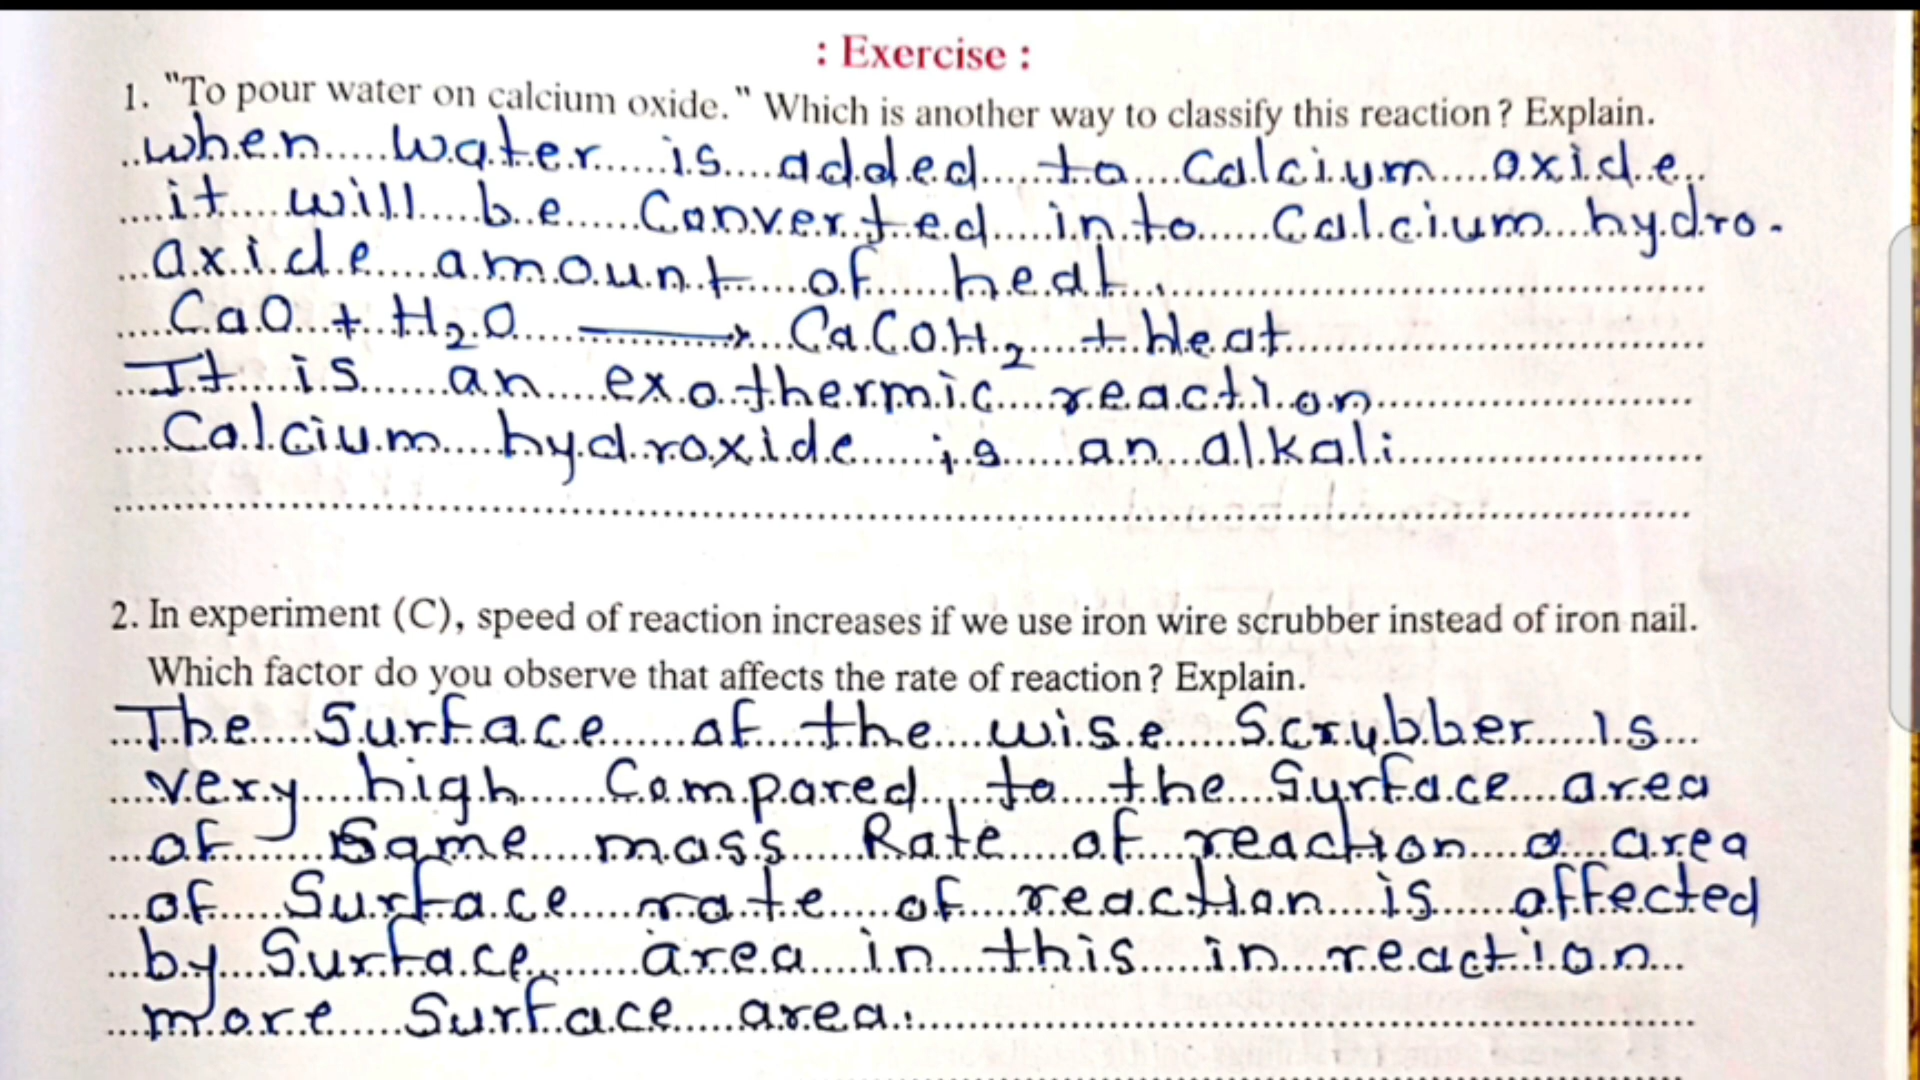 : Exercise :
1. "To pour water on calcium oxide." Which is another way to classify this reaction? Explain.
when water is added to Calcium oxide
it will be Converted into Calcium hydro-
oxide amount of heat.
CaO + H₂O → CaCOH₂ + Heat
It is an exothermic reaction
Calcium hydroxide is an alkali
2. In experiment (C), speed of reaction increases if we use iron wire scrubber instead of iron nail.
Which factor do you observe that affects the rate of reaction? Explain.
The Surface of the wise Scrubber is
very high Compared to the Surface area
of Same mass Rate of reaction α area
of Surface rate of reaction is affected
by Surface area in this in reaction
more Surface area.